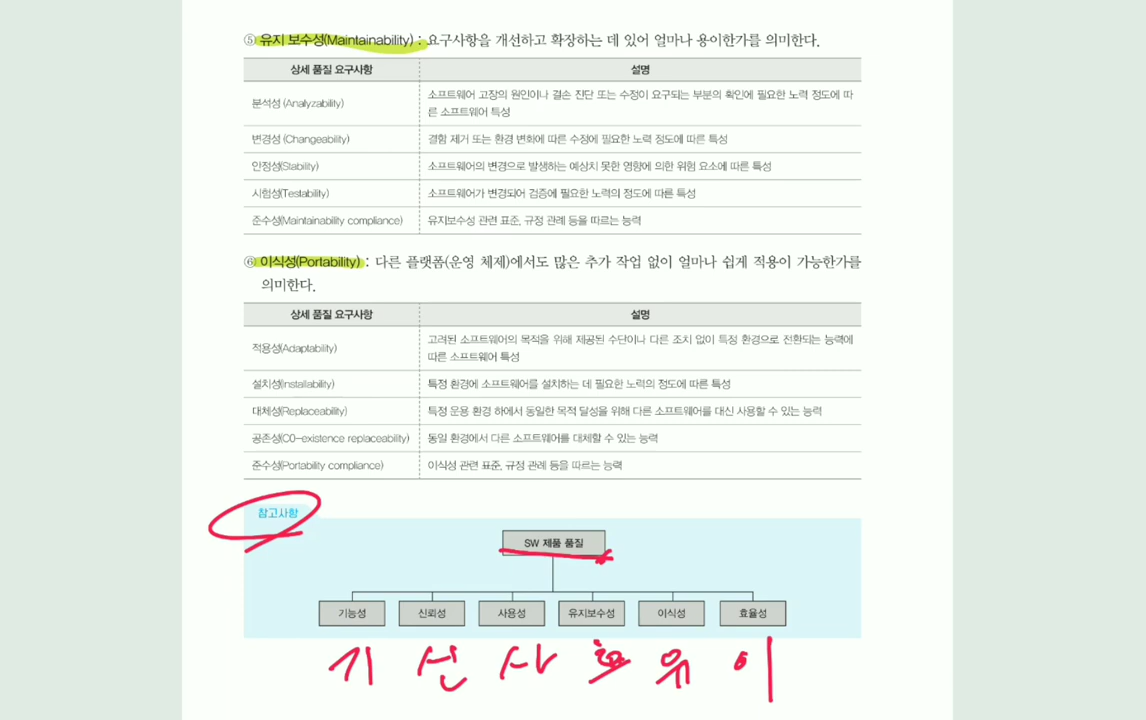 ⑤ 유지 보수성(Maintainability) : 요구사항을 개선하고 확장하는 데 있어 얼마나 용이한가를 의미한다.
상세 품질 요구사항 설명
분석성 (Analyzability) 소프트웨어 고장의 원인이나 결손 진단 또는 수정이 요구되는 부분의 확인에 필요한 노력 정도에 따
른 소프트웨어 특성
변경성 (Changeability) 결함 제거 또는 환경 변화에 따른 수정에 필요한 노력 정도에 따른 특성
안정성(Stability) 소프트웨어의 변경으로 발생하는 예상치 못한 영향에 의한 위험 요소에 따른 특성
시험성(Testability) 소프트웨어가 변경되어 검증에 필요한 노력의 정도에 따른 특성
준수성(Maintainability compliance) 유지보수성 관련 표준, 규정 관례 등을 따르는 능력
⑥ 이식성(Portability) : 다른 플랫폼(운영 체제)에서도 많은 추가 작업 없이 얼마나 쉽게 적용이 가능한가를
의미한다.
상세 품질 요구사항 설명
적용성(Adaptability) 고려된 소프트웨어의 목적을 위해 제공된 수단이나 다른 조치 없이 특정 환경으로 전환되는 능력에
따른 소프트웨어 특성
설치성(Installability) 특정 환경에 소프트웨어를 설치하는 데 필요한 노력의 정도에 따른 특성
대체성(Replaceability) 특정 운용 환경 하에서 동일한 목적 달성을 위해 다른 소프트웨어를 대신 사용할 수 있는 능력
공존성(C0-existence replaceability) 동일 환경에서 다른 소프트웨어를 대체할 수 있는 능력
준수성(Portability compliance) 이식성 관련 표준, 규정 관례 등을 따르는 능력
참고사항
SW 제품 품질
기능성 신뢰성 사용성 유지보수성 이식성 효율성
기 신 사 효 유 이